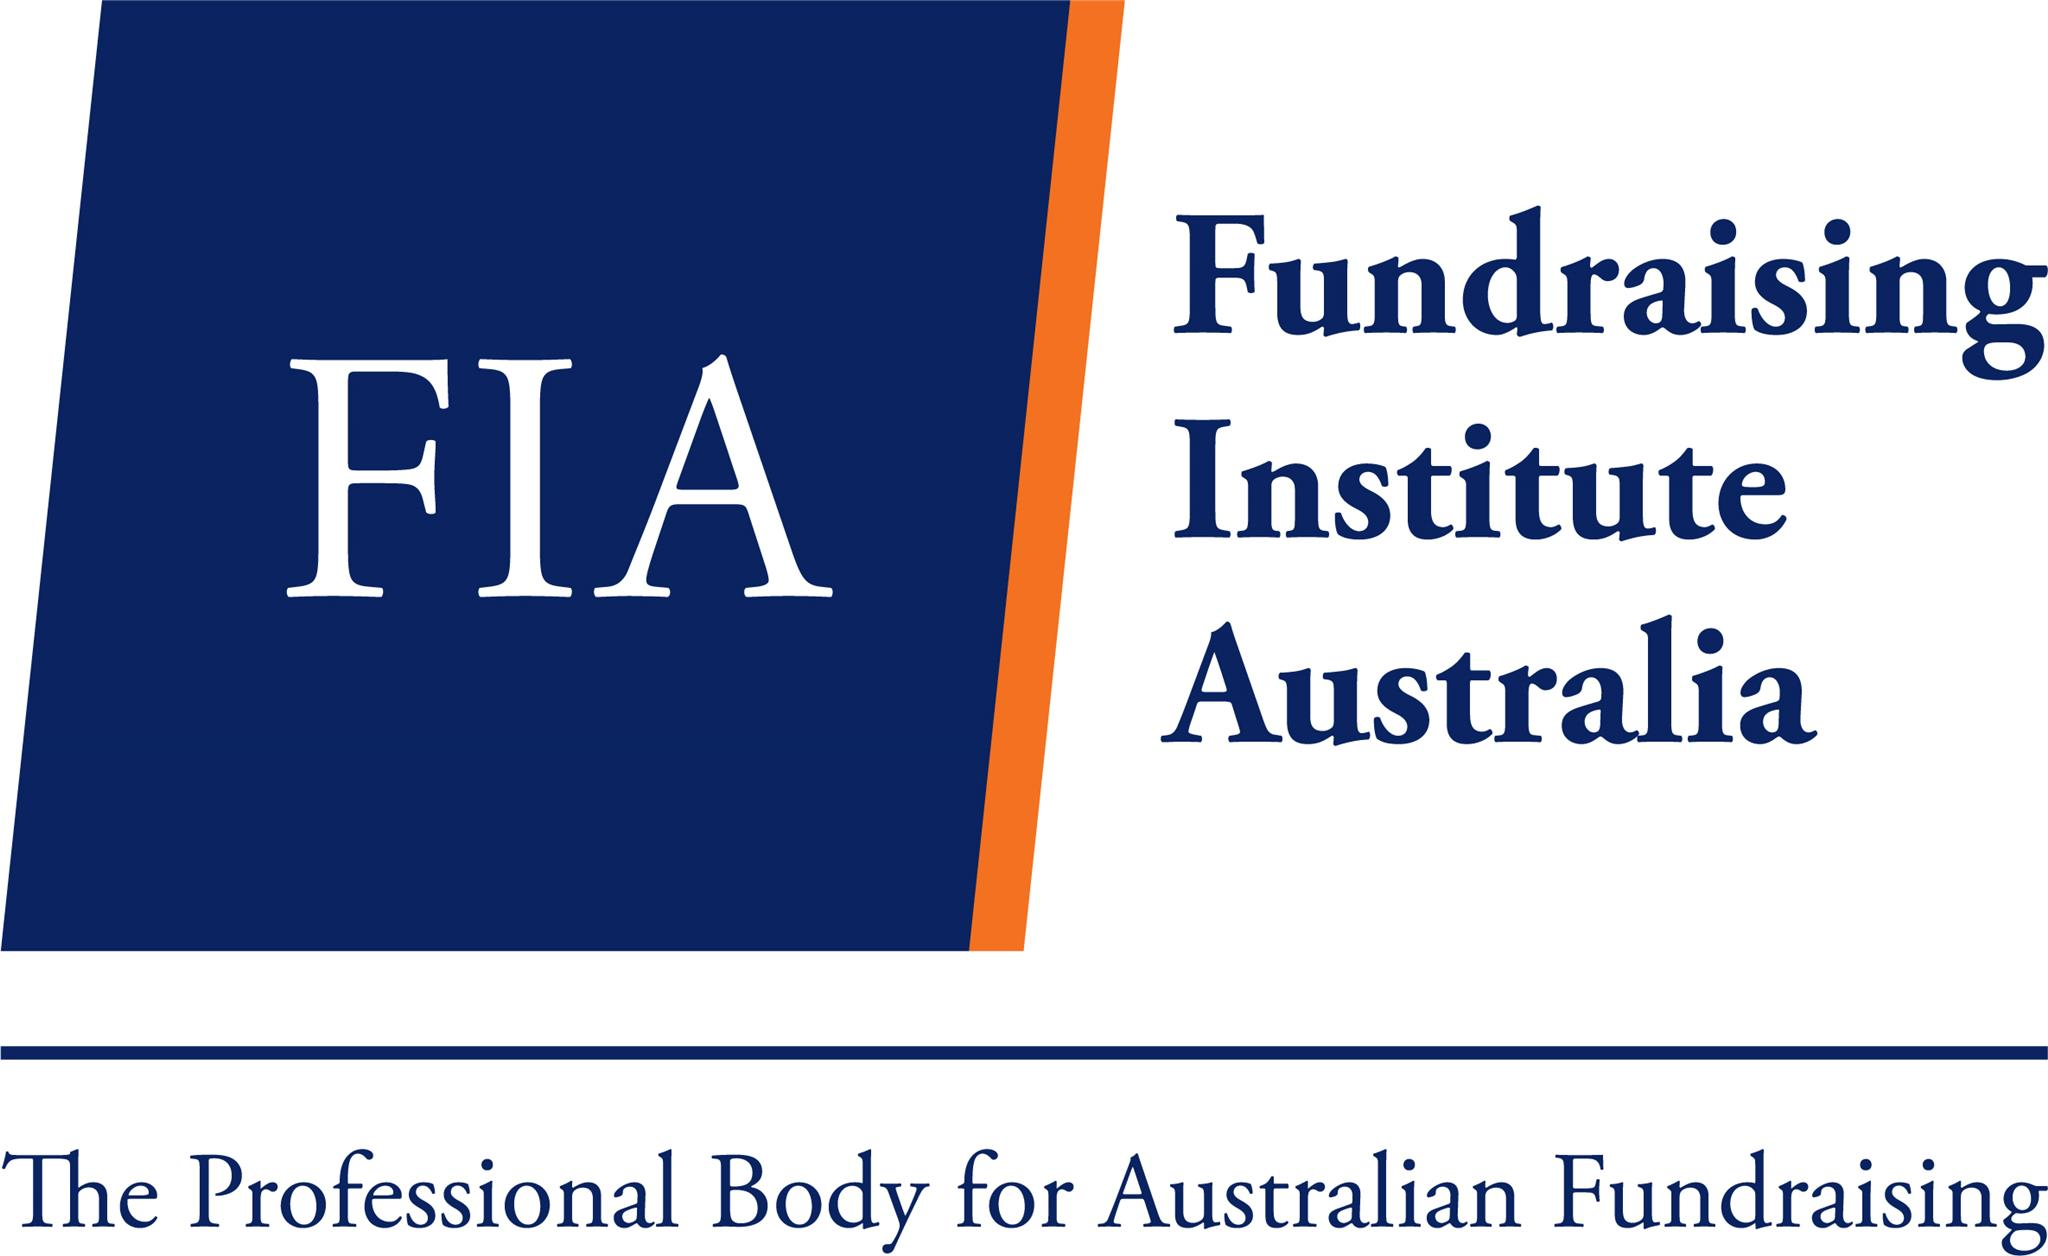 FIA
Fundraising
Institute
Australia
The Professional Body for Australian Fundraising